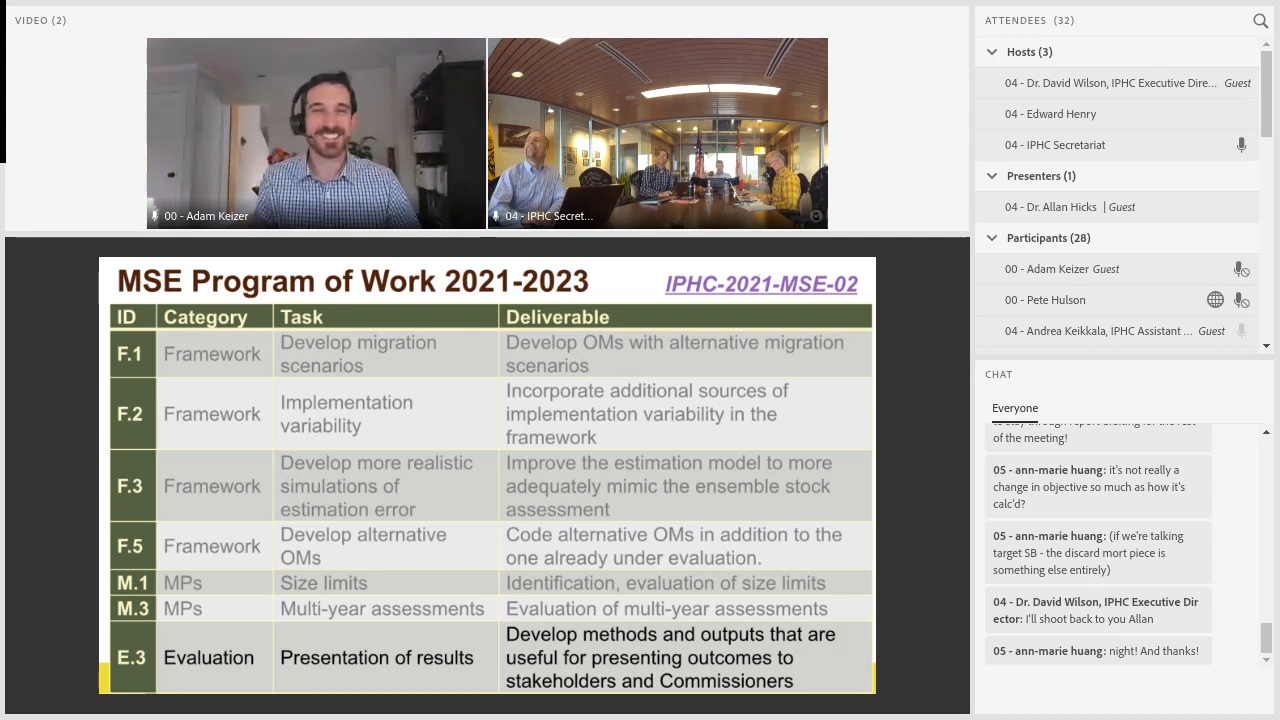 VIDEO (2)
00 - Adam Keizer
04 - IPHC Secret...
MSE Program of Work 2021-2023
IPHC-2021-MSE-02
ID Category Task Deliverable
F.1 Framework Develop migration scenarios Develop OMs with alternative migration scenarios
F.2 Framework Implementation variability Incorporate additional sources of implementation variability in the framework
F.3 Framework Develop more realistic simulations of estimation error Improve the estimation model to more adequately mimic the ensemble stock assessment
F.5 Framework Develop alternative OMs Code alternative OMs in addition to the one already under evaluation.
M.1 MPs Size limits Identification, evaluation of size limits
M.3 MPs Multi-year assessments Evaluation of multi-year assessments
E.3 Evaluation Presentation of results Develop methods and outputs that are useful for presenting outcomes to stakeholders and Commissioners
ATTENDEES (32)
Hosts (3)
04 - Dr. David Wilson, IPHC Executive Dire... Guest
04 - Edward Henry
04 - IPHC Secretariat
Presenters (1)
04 - Dr. Allan Hicks | Guest
Participants (28)
00 - Adam Keizer Guest
00 - Pete Hulson
04 - Andrea Keikkala, IPHC Assistant ... Guest
CHAT
Everyone
of the meeting!
05 - ann-marie huang: it's not really a
change in objective so much as how it's
calc'd?
05 - ann-marie huang: (if we're talking
target SB - the discard mort piece is
something else entirely)
04 - Dr. David Wilson, IPHC Executive Dir
ector: I'll shoot back to you Allan
05 - ann-marie huang: night! And thanks!